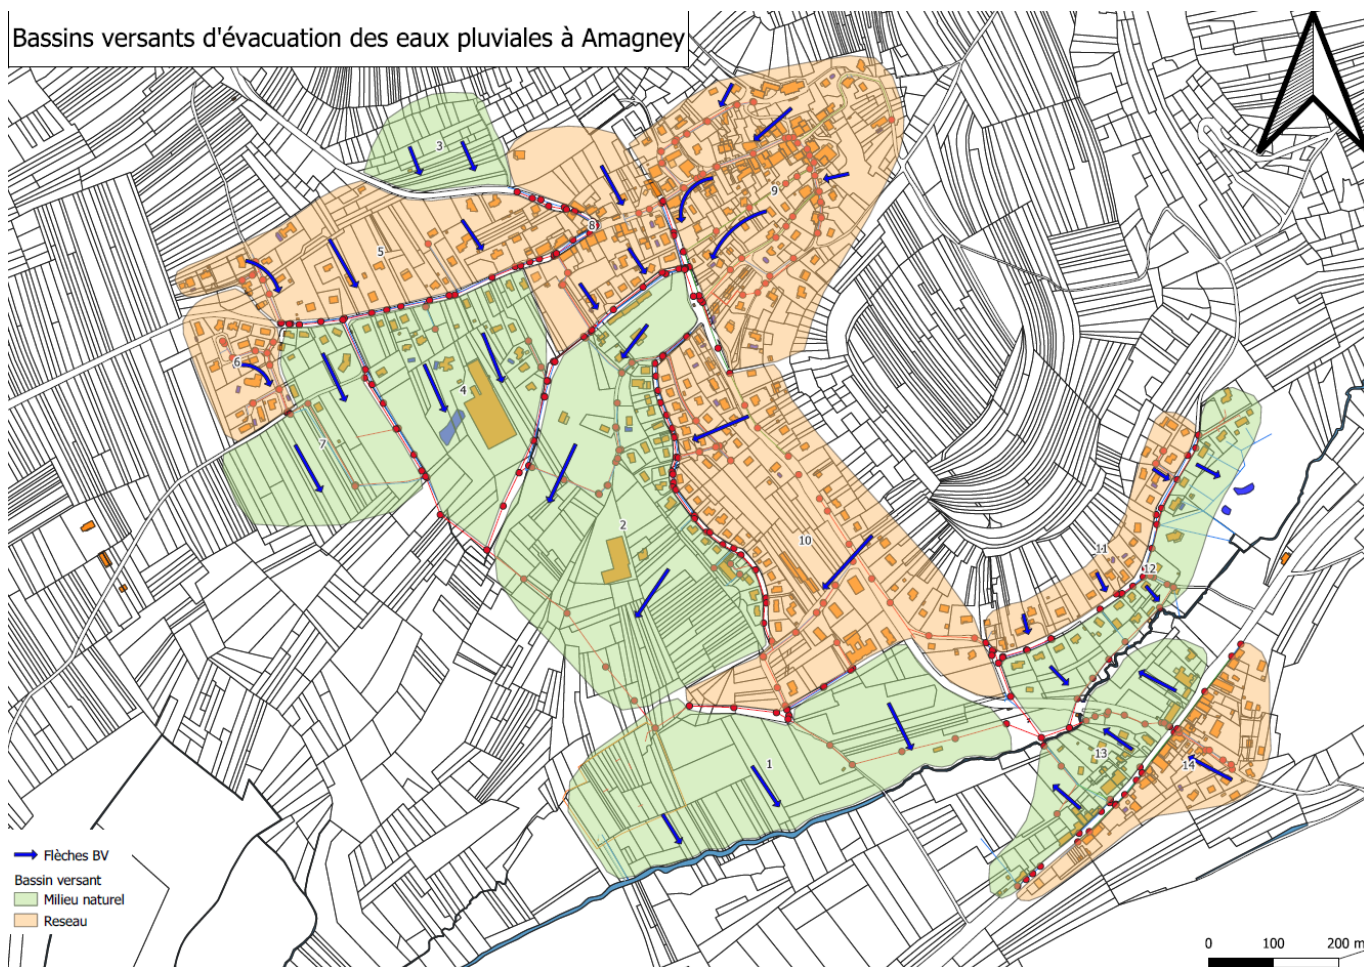 Bassins versants d'évacuation des eaux pluviales à Amagney
3
9
8
5
6
4
7
2
10
11
12
1
13
14
Flèches BV
Bassin versant
Milieu naturel
Reseau
0 100 200 m